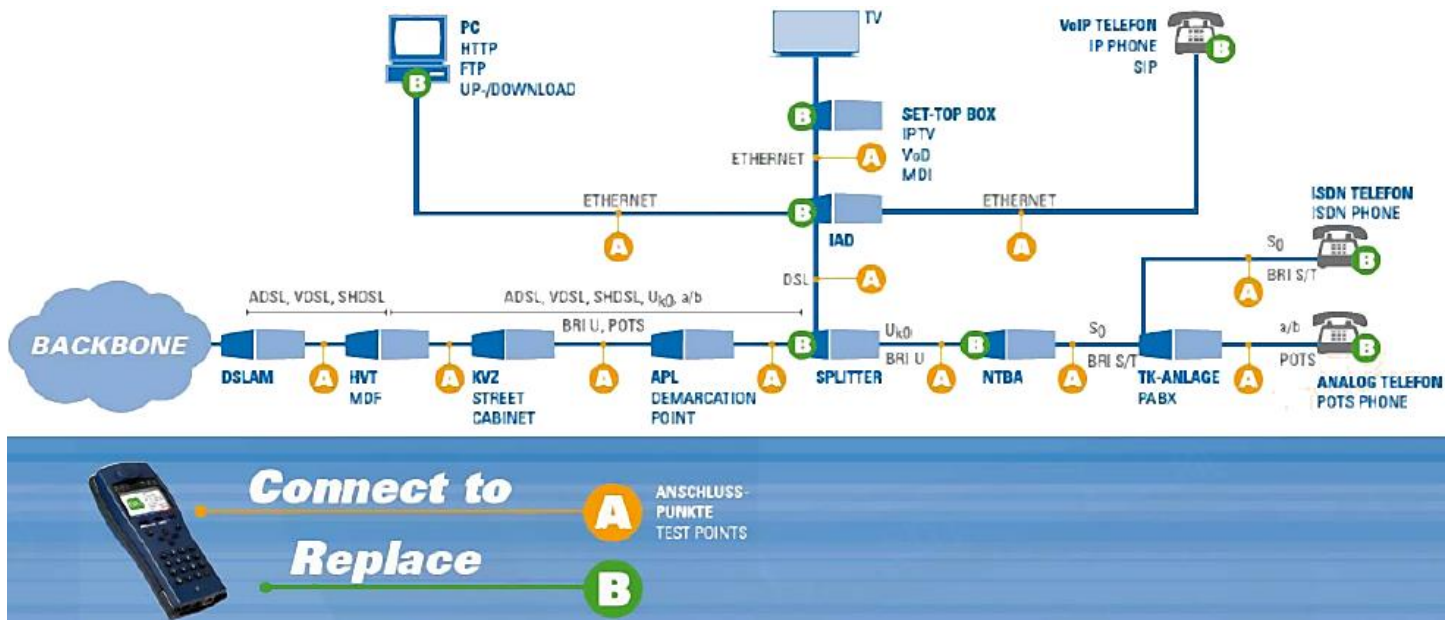 PC
HTTP
FTP
UP-/DOWNLOAD
B
TV
VoIP TELEFON
IP PHONE
SIP
B
B
SET-TOP BOX
IPTV
VoD
MDI
ETHERNET
A
ETHERNET
A
B
IAD
ETHERNET
A
ISDN TELEFON
ISDN PHONE
B
S0
BRI S/T
A
DSL
A
BACKBONE
ADSL, VDSL, SHDSL
ADSL, VDSL, SHDSL, Uk0, a/b
BRI U, POTS
DSLAM
A
HVT
MDF
A
KVZ
STREET
CABINET
A
APL
DEMARCATION
POINT
A
B
SPLITTER
Uk0
BRI U
A
B
NTBA
S0
BRI S/T
A
TK-ANLAGE
PABX
A
a/b
POTS
B
ANALOG TELEFON
POTS PHONE
Connect to
A
ANSCHLUSS-
PUNKTE
TEST POINTS
Replace
B